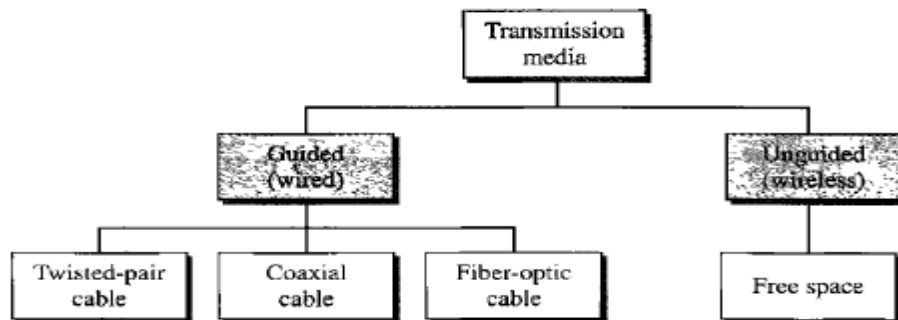 Transmission
media
Guided
(wired)
Unguided
(wireless)
Twisted-pair
cable
Coaxial
cable
Fiber-optic
cable
Free space